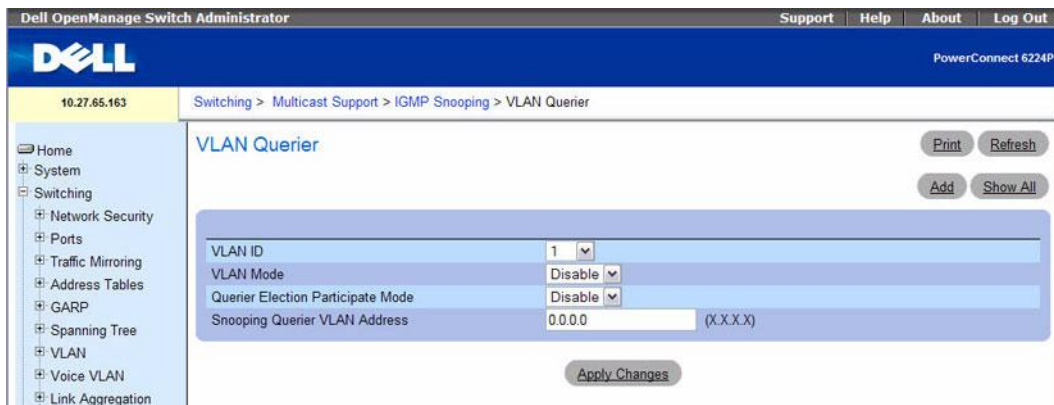 Dell OpenManage Switch Administrator
Support Help About Log Out
DELL
PowerConnect 6224P
10.27.65.163
Switching > Multicast Support > IGMP Snooping > VLAN Querier
Home
System
Switching
Network Security
Ports
Traffic Mirroring
Address Tables
GARP
Spanning Tree
VLAN
Voice VLAN
Link Aggregation
VLAN Querier
Print Refresh
Add Show All
VLAN ID 1
VLAN Mode Disable
Querier Election Participate Mode Disable
Snooping Querier VLAN Address 0.0.0.0 (X.X.X.X)
Apply Changes